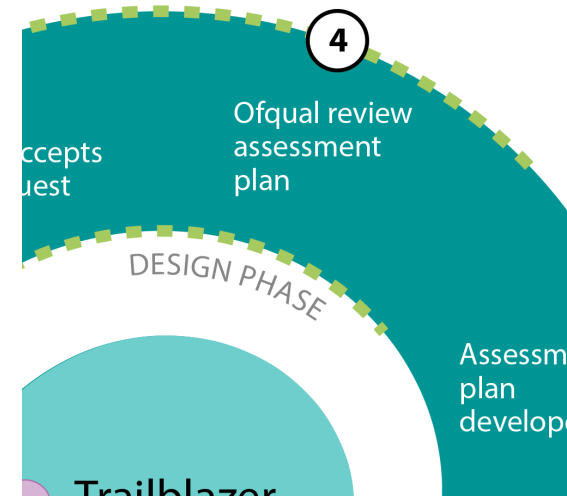 4
Ofqual review
assessment
plan
ccepts
uest
DESIGN PHASE
Assessm
plan
develop
Trailblazer